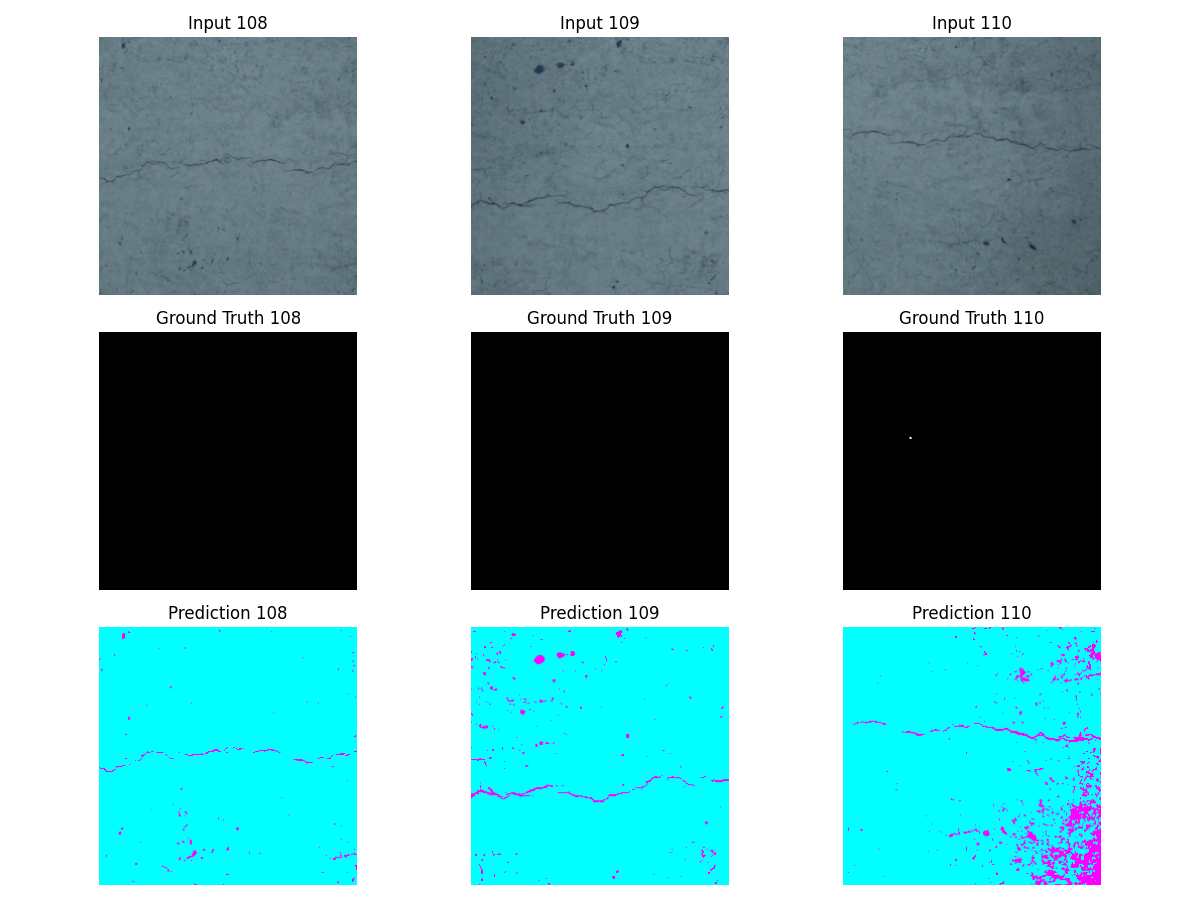 Input 108
Input 109
Input 110
Ground Truth 108
Ground Truth 109
Ground Truth 110
Prediction 108
Prediction 109
Prediction 110